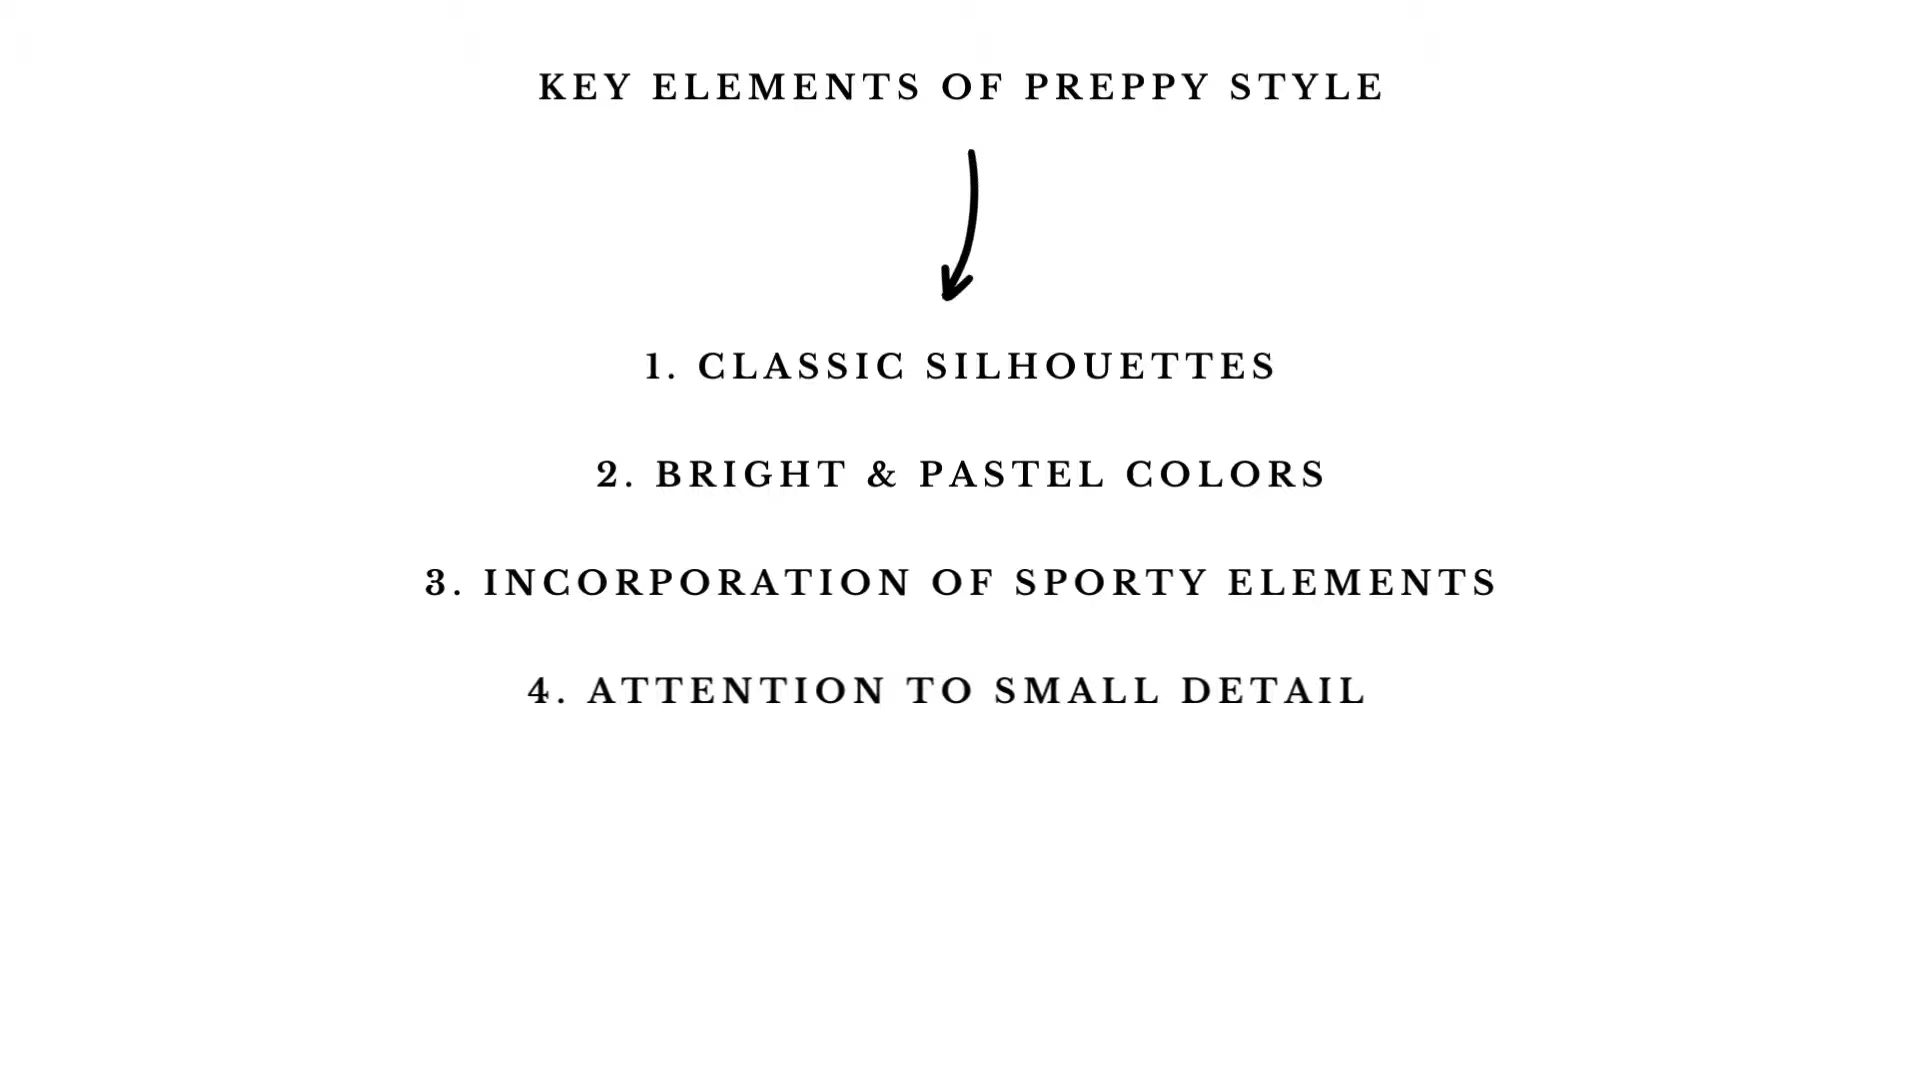 KEY ELEMENTS OF PREPPY STYLE
1. CLASSIC SILHOUETTES
2. BRIGHT & PASTEL COLORS
3. INCORPORATION OF SPORTY ELEMENTS
4. ATTENTION TO SMALL DETAIL